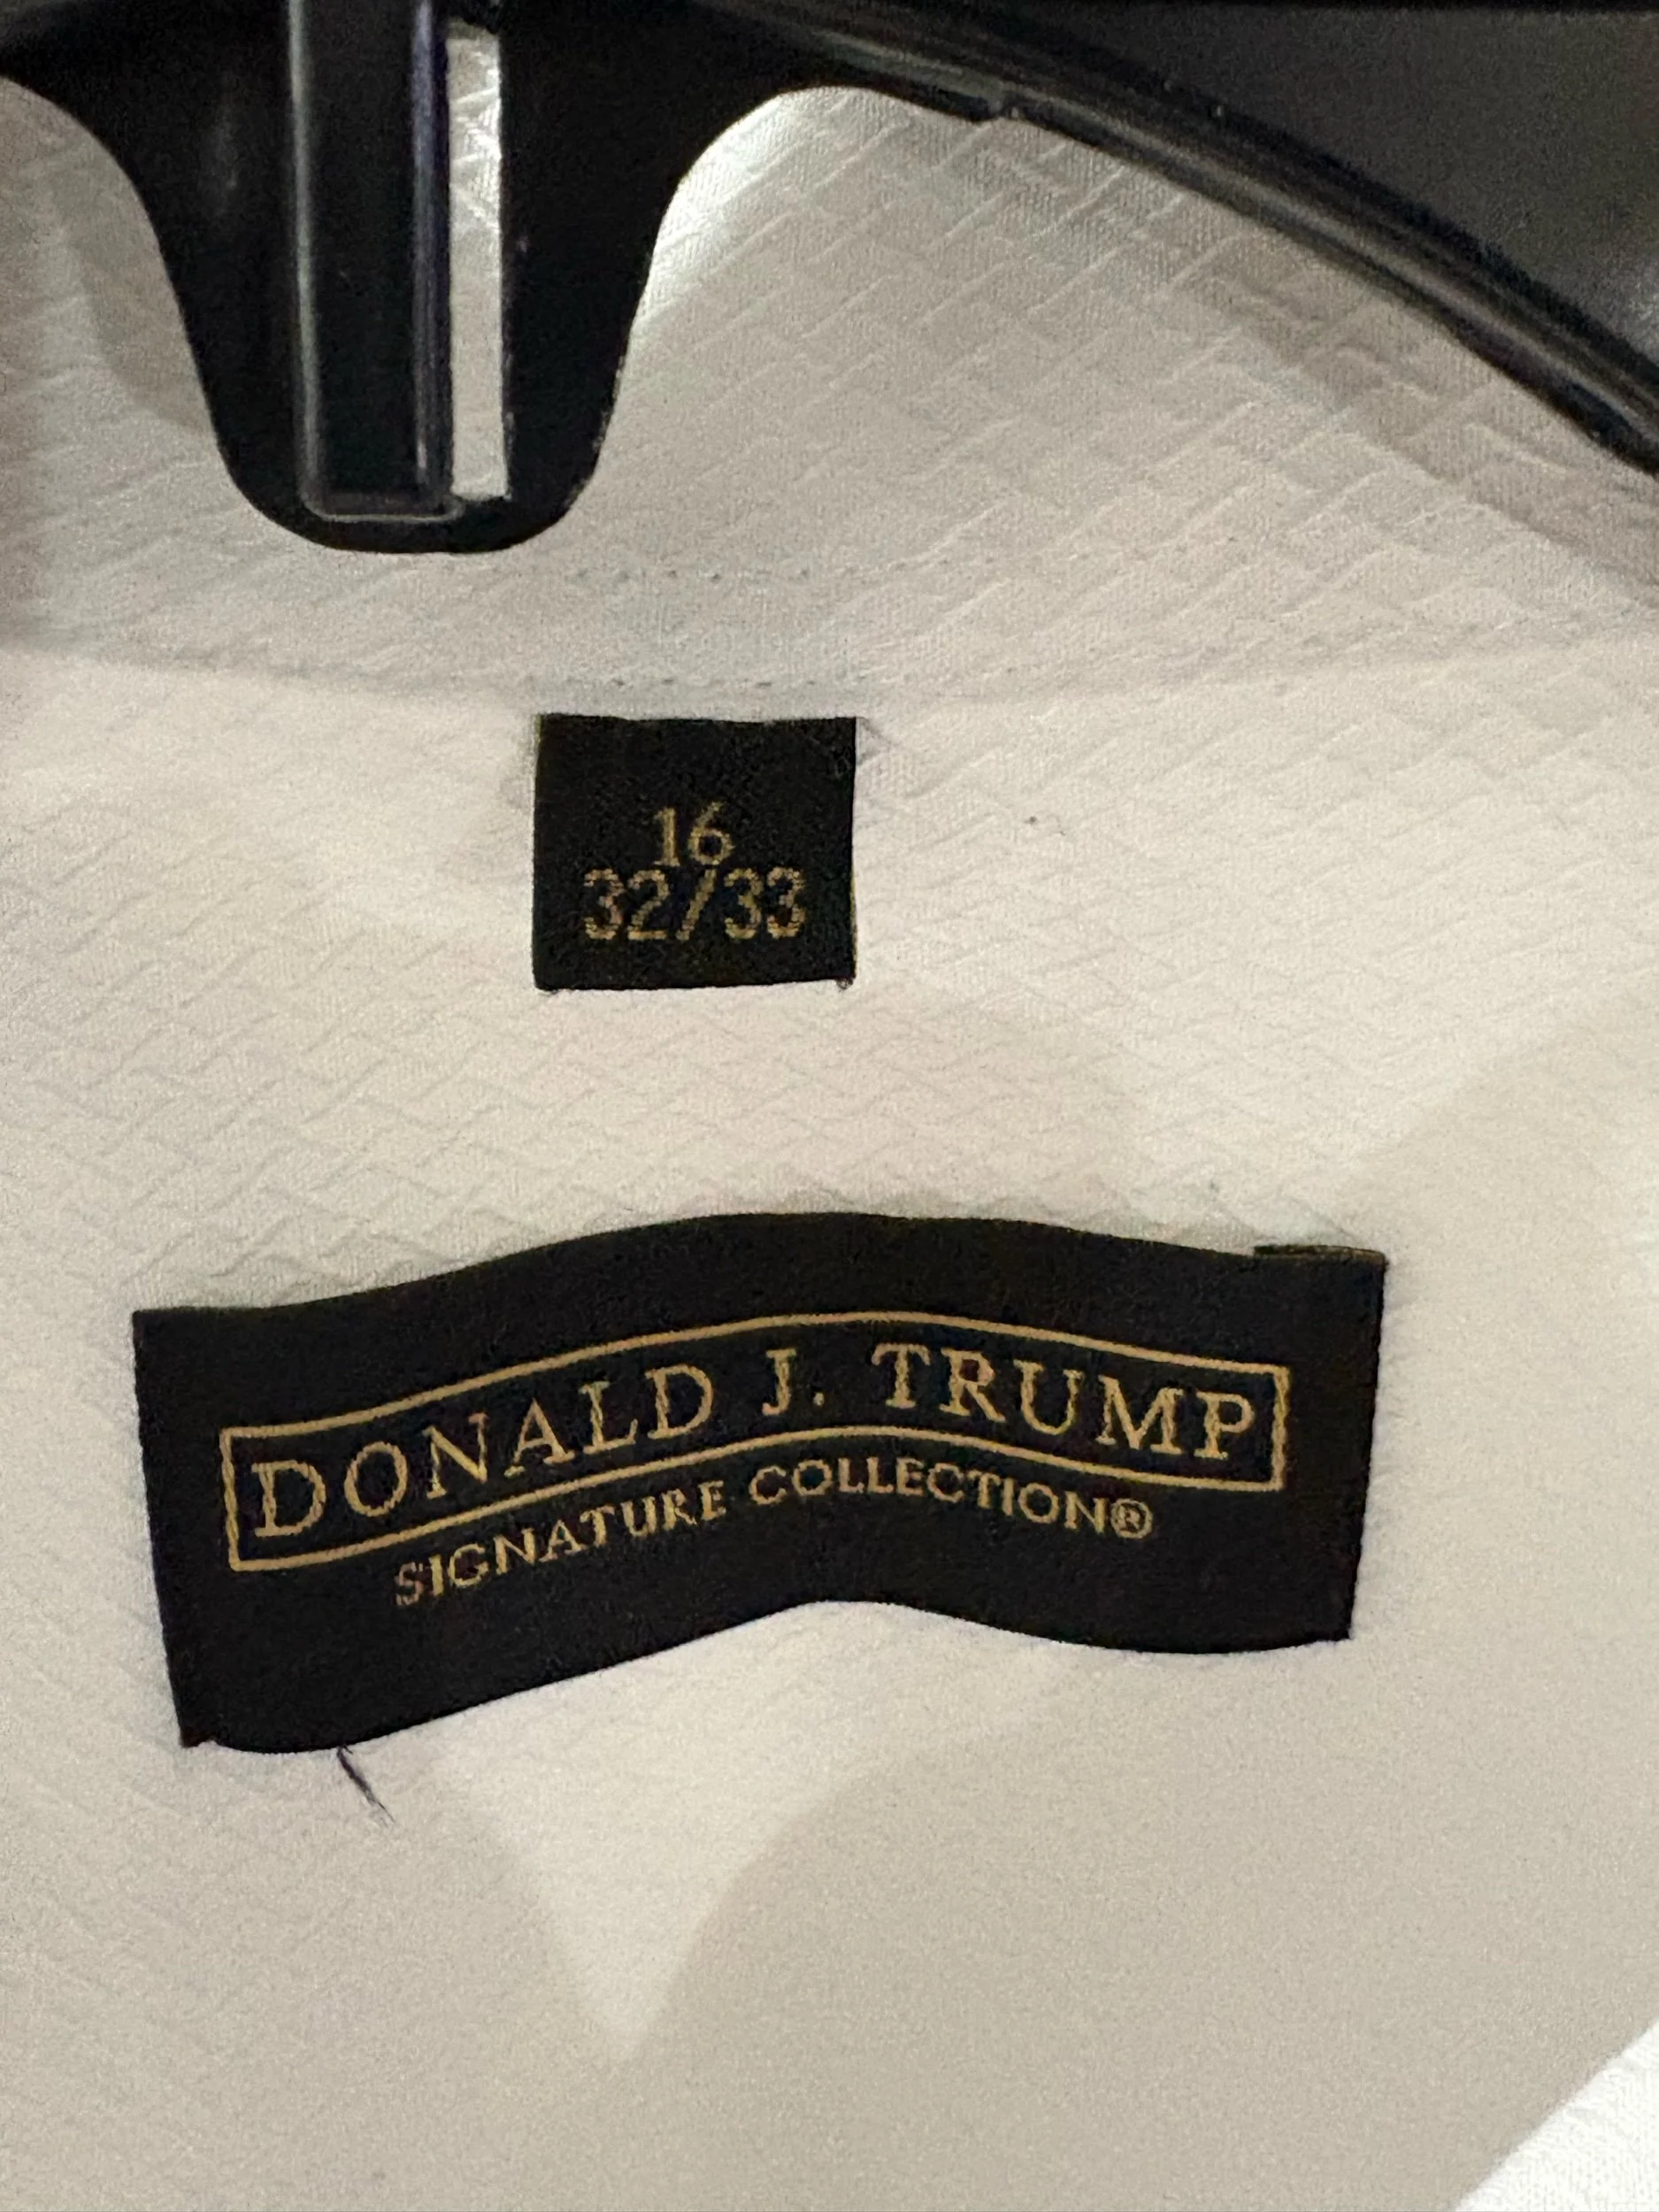 16
32/33
DONALD J. TRUMP
SIGNATURE COLLECTION®